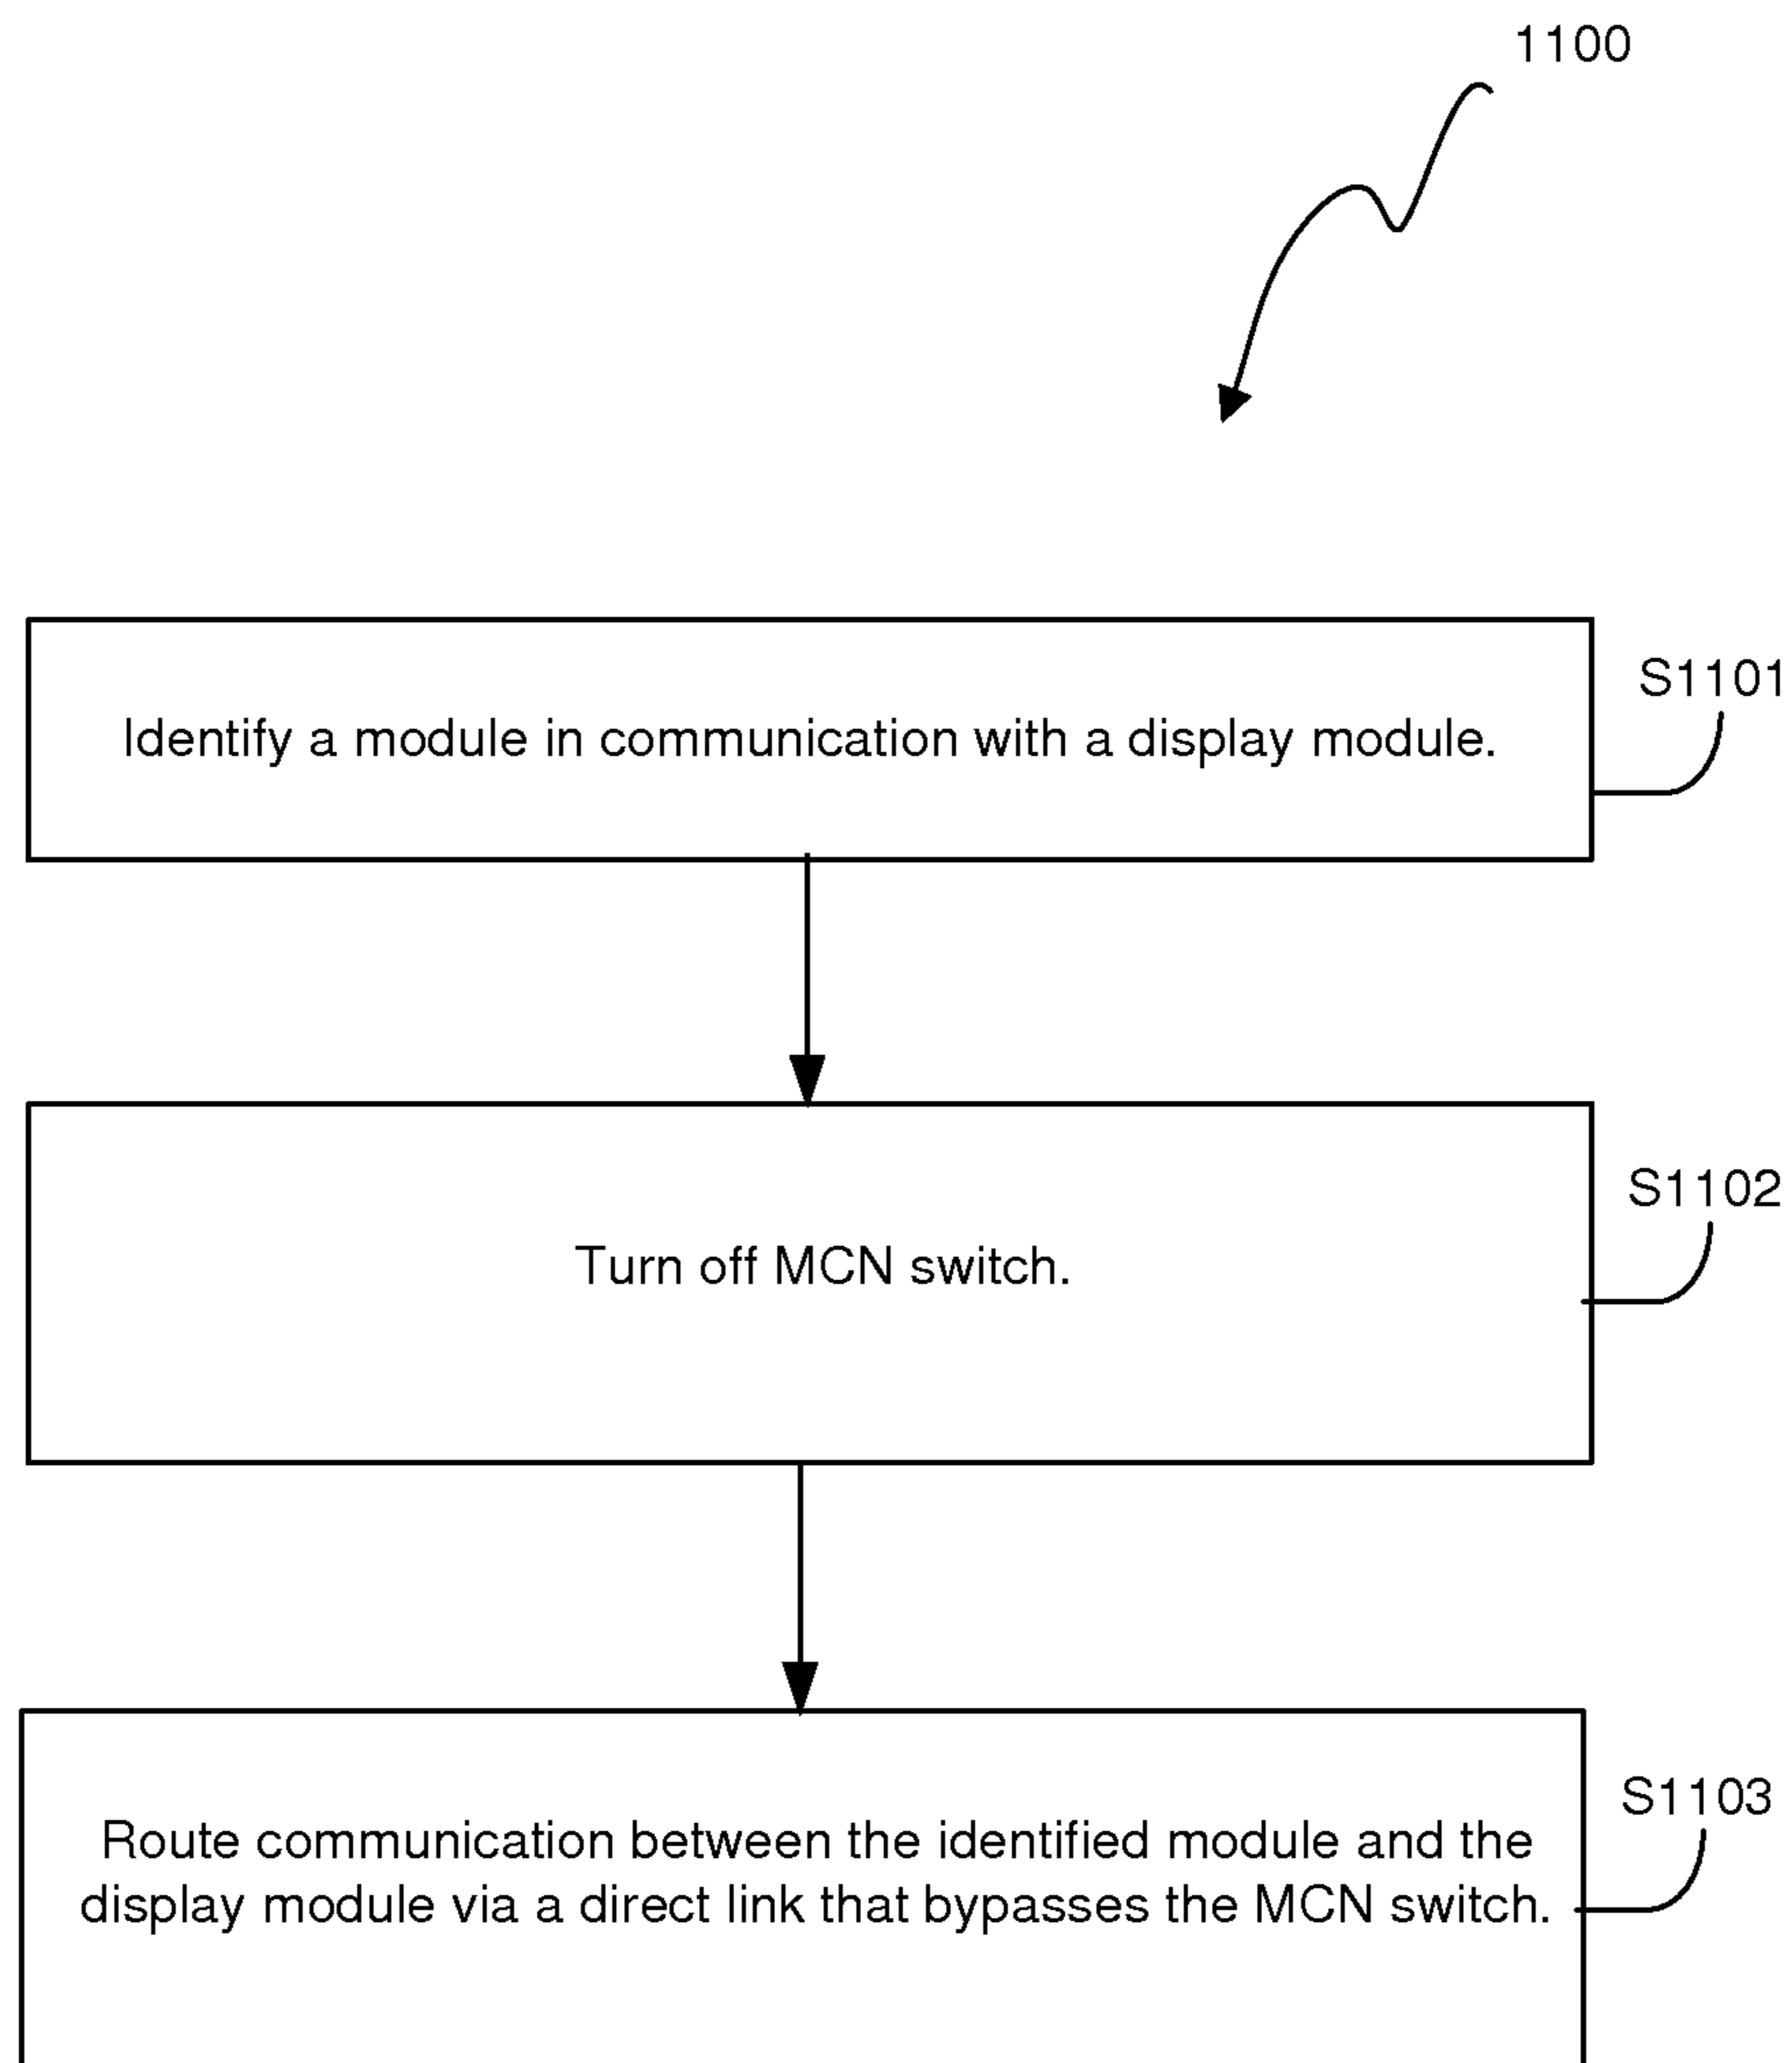 1100
S1101
Identify a module in communication with a display module.
S1102
Turn off MCN switch.
S1103
Route communication between the identified module and the
display module via a direct link that bypasses the MCN switch.